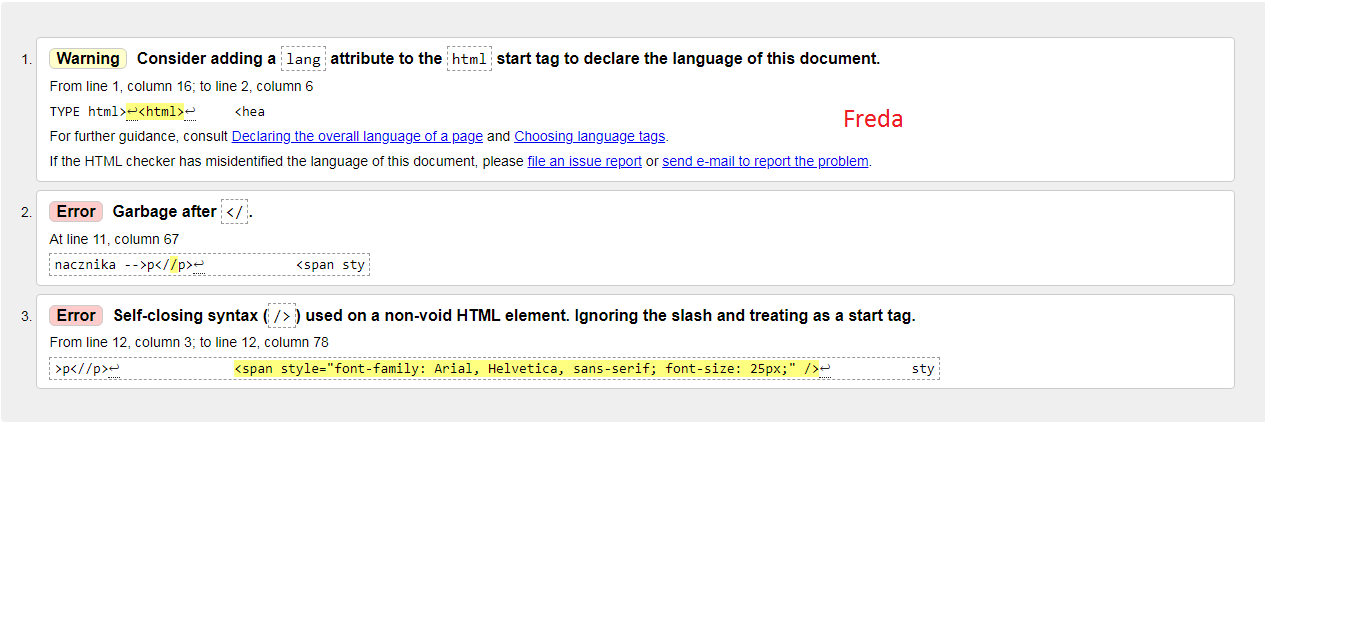 1. Warning Consider adding a lang attribute to the html start tag to declare the language of this document.
From line 1, column 16; to line 2, column 6
TYPE html>↩<html>↩ <hea
Freda
For further guidance, consult Declaring the overall language of a page and Choosing language tags.
If the HTML checker has misidentified the language of this document, please file an issue report or send e-mail to report the problem.
2. Error Garbage after </.
At line 11, column 67
nacznika -->p<//p>↩ <span sty
3. Error Self-closing syntax (/>) used on a non-void HTML element. Ignoring the slash and treating as a start tag.
From line 12, column 3; to line 12, column 78
>p<//p>↩ <span style="font-family: Arial, Helvetica, sans-serif; font-size: 25px;" />↩ sty